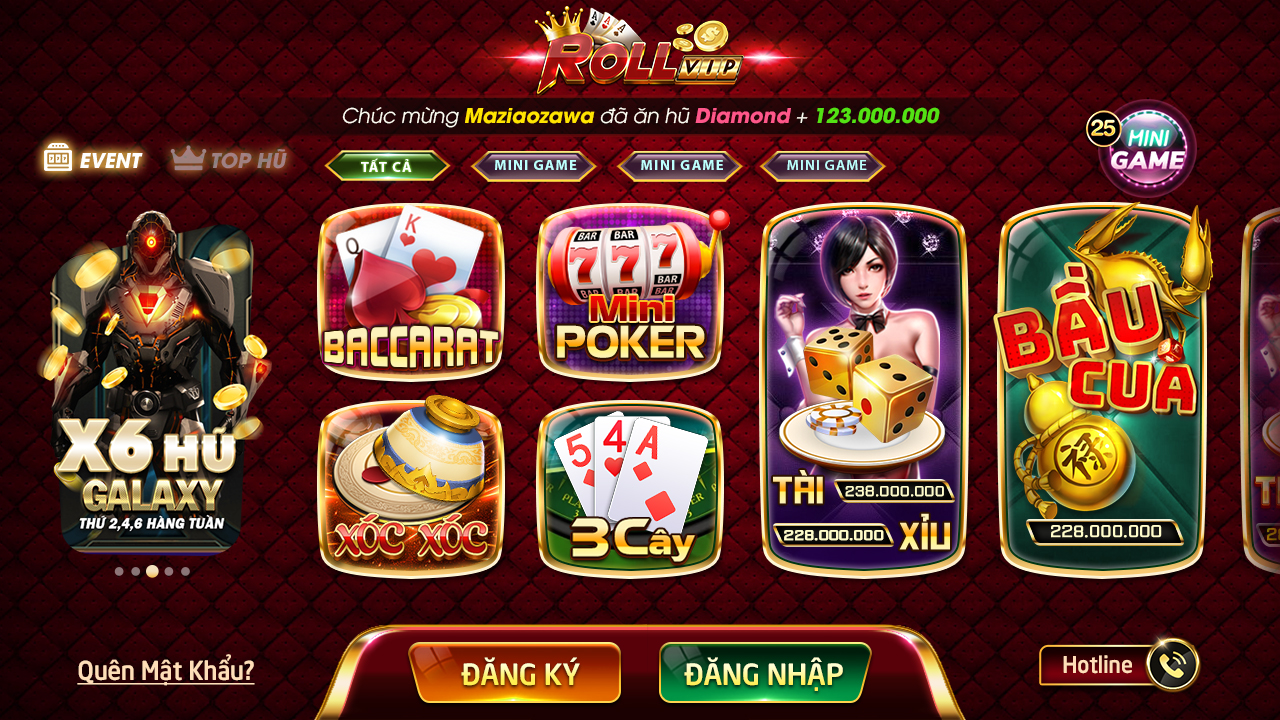 ROLL VIP
Chúc mừng Maziaozawa đã ăn hũ Diamond + 123.000.000
EVENT
TOP HŨ
TẤT CẢ
MINI GAME
MINI GAME
MINI GAME
25
MINI
GAME
X6 HŨ
GALAXY
THỨ 2,4,6 HÀNG TUẦN
Q
K
BACCARAT
BAR BAR
7 7 7
BAR BAR
BAR BAR BAR
Mini
POKER
XÓC XÓC
5 4 A
3 Cây
TÀI 238.000.000
228.000.000 XỈU
BẦU
CUA
禄
228.000.000
Quên Mật Khẩu?
ĐĂNG KÝ
ĐĂNG NHẬP
Hotline